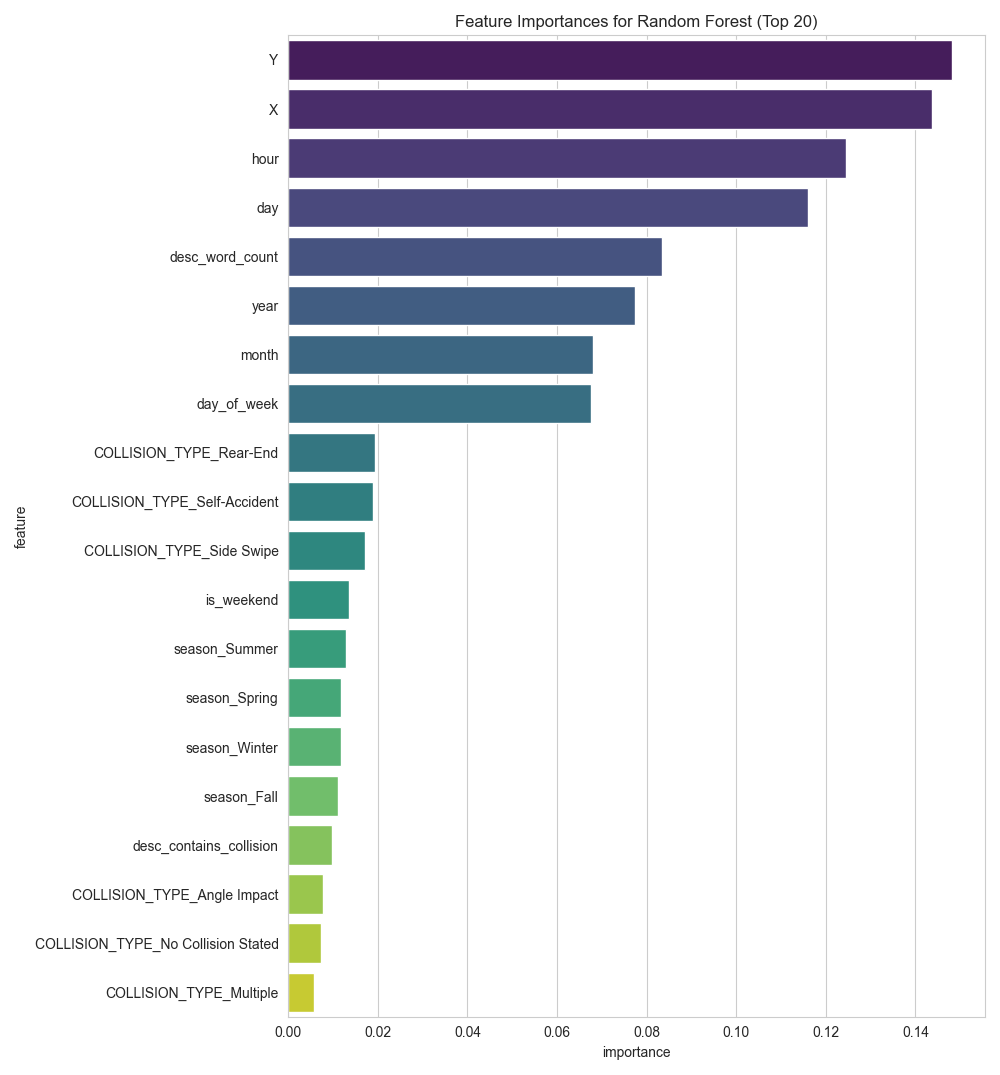 Feature Importances for Random Forest (Top 20)
Y
X
hour
day
desc_word_count
year
month
day_of_week
COLLISION_TYPE_Rear-End
COLLISION_TYPE_Self-Accident
feature
COLLISION_TYPE_Side Swipe
is_weekend
season_Summer
season_Spring
season_Winter
season_Fall
desc_contains_collision
COLLISION_TYPE_Angle Impact
COLLISION_TYPE_No Collision Stated
COLLISION_TYPE_Multiple
0.00 0.02 0.04 0.06 0.08 0.10 0.12 0.14
importance